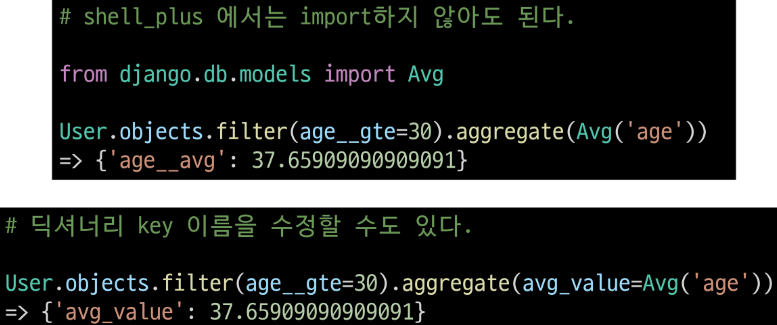 # shell_plus 에서는 import하지 않아도 된다.
from django.db.models import Avg
User.objects.filter(age__gte=30).aggregate(Avg('age'))
=> {'age__avg': 37.65909090909091}
# 딕셔너리 key 이름을 수정할 수도 있다.
User.objects.filter(age__gte=30).aggregate(avg_value=Avg('age'))
=> {'avg_value': 37.65909090909091}